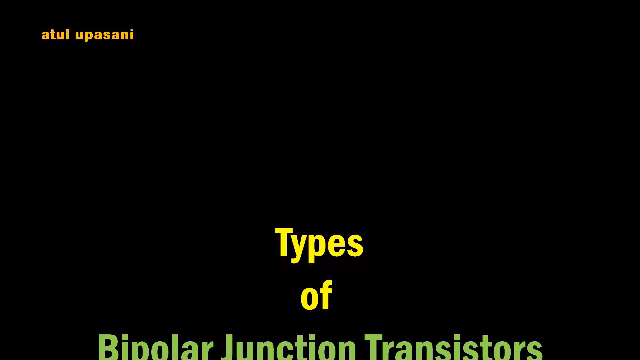 atul upasani
Types
of
Bipolar Junction Transistors